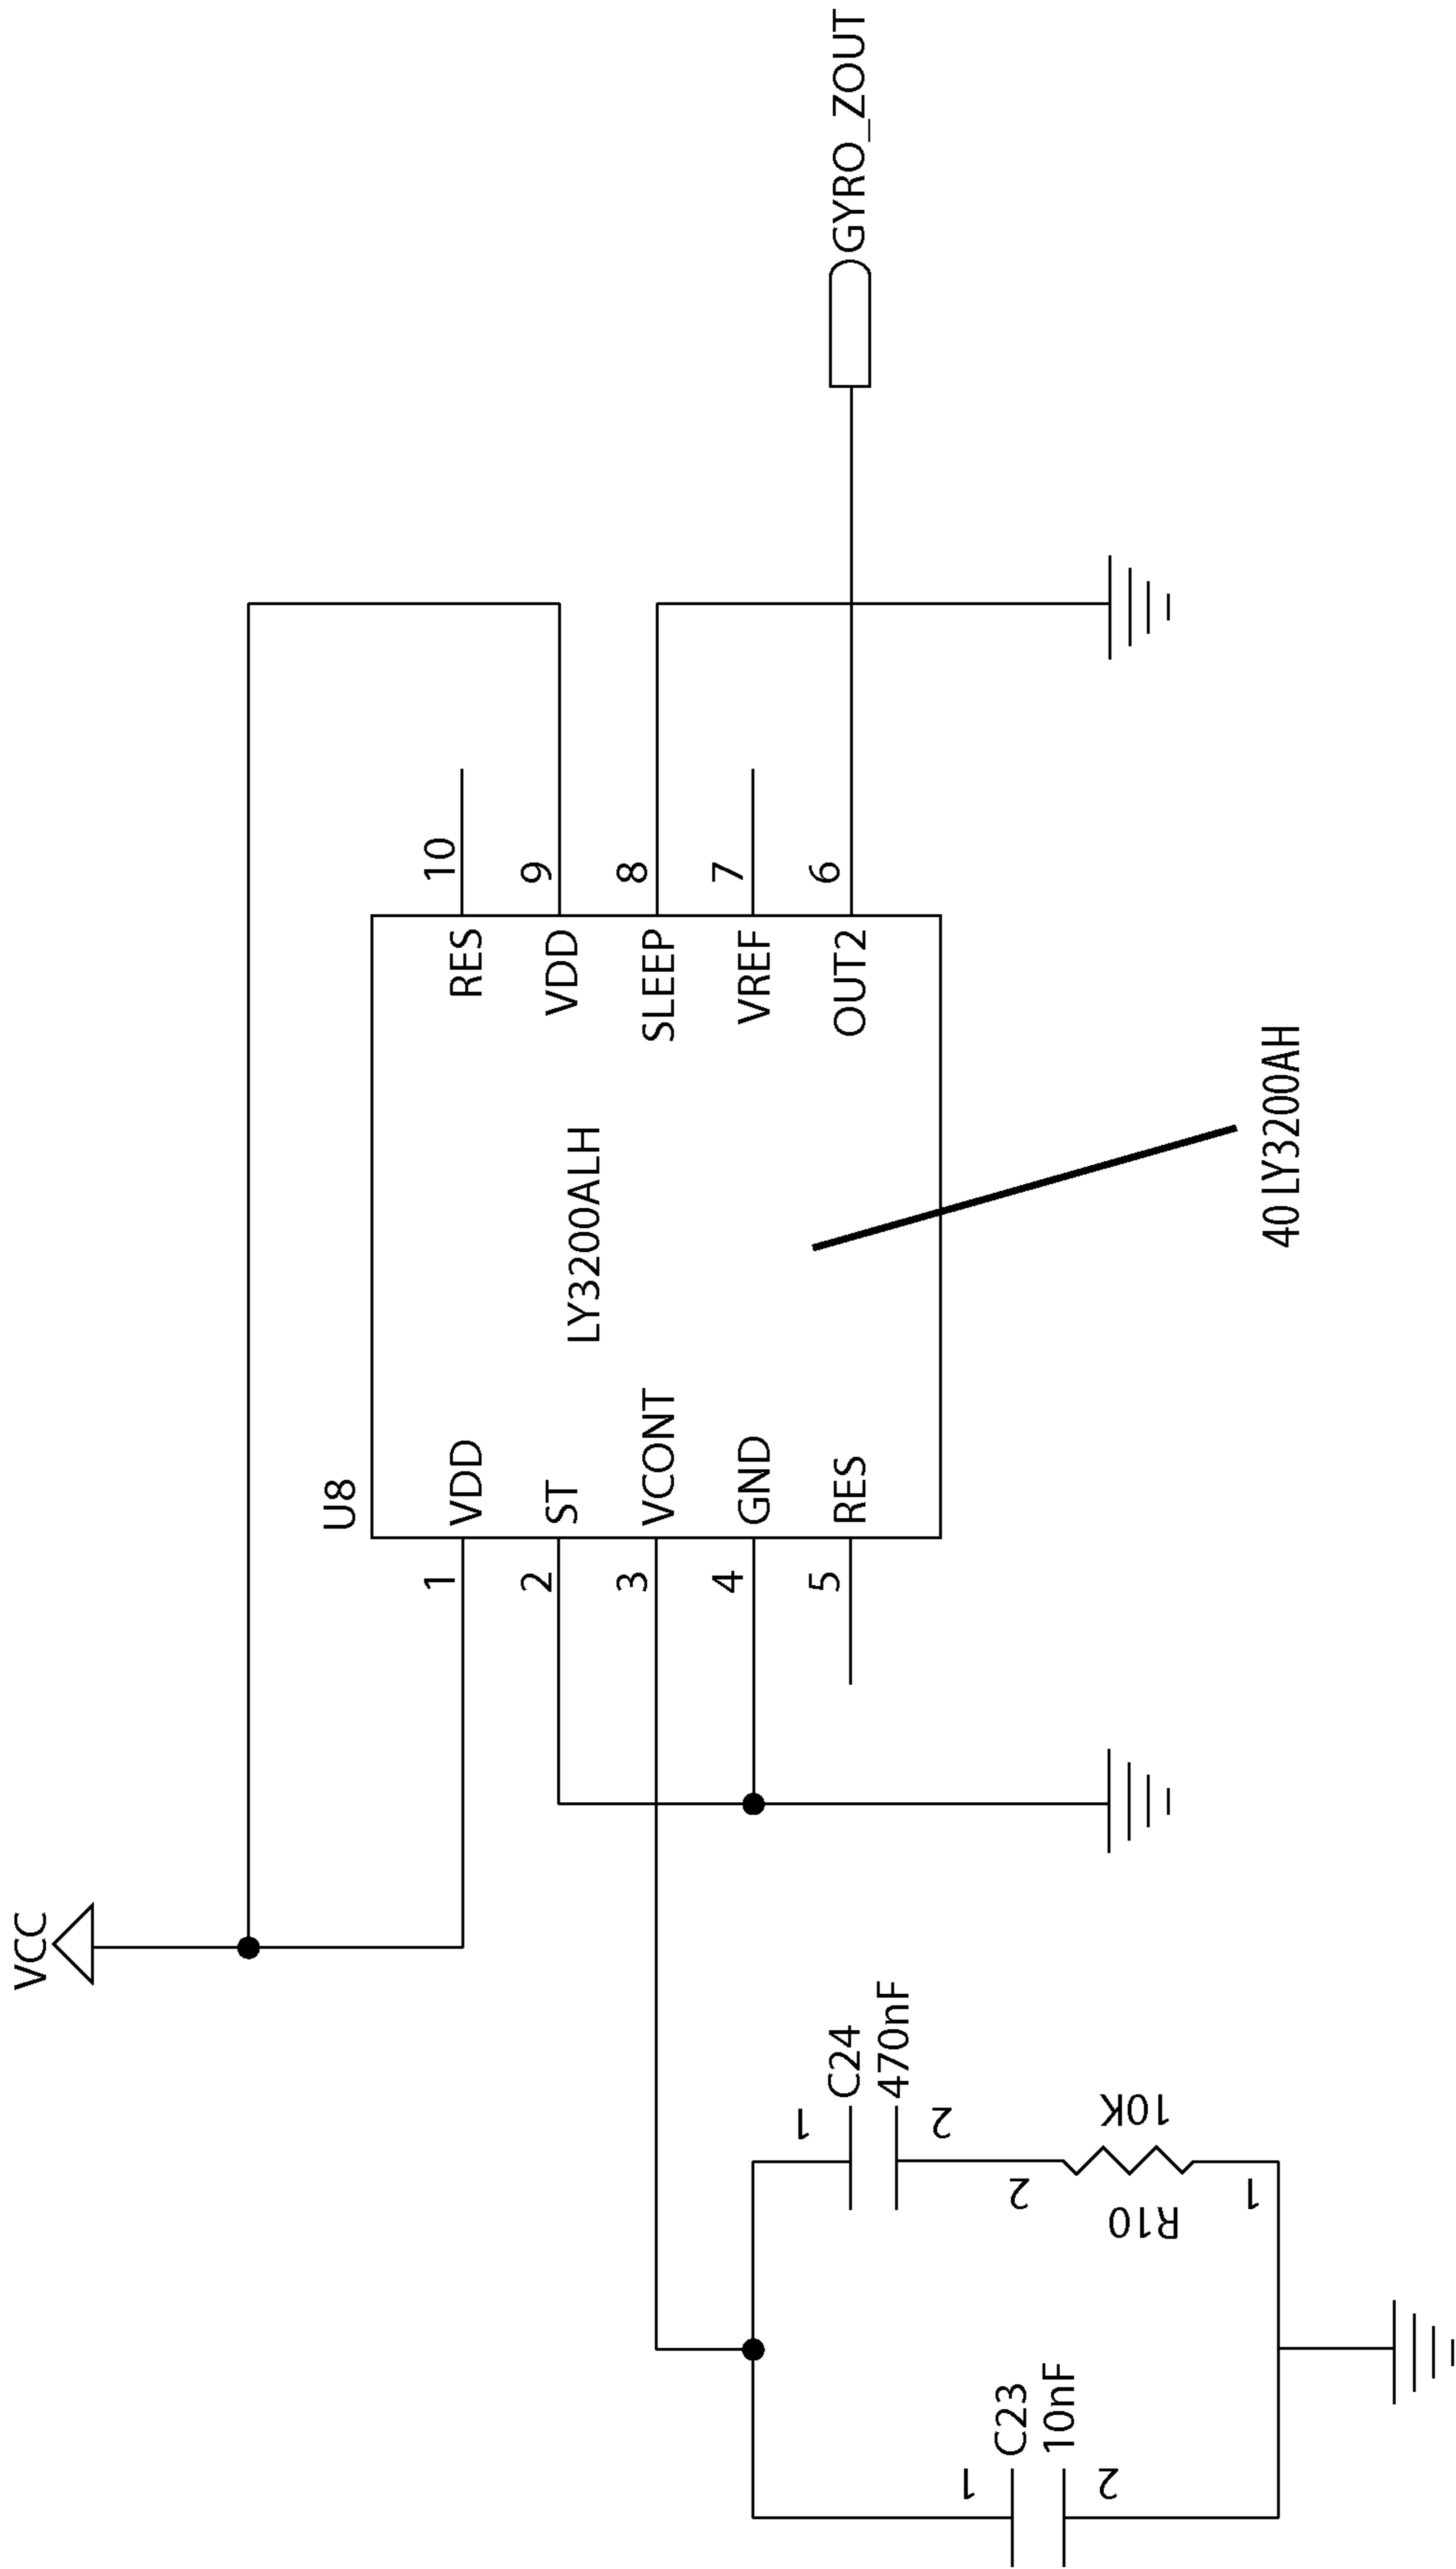 VCC
U8
LY3200ALH
1
VDD
2
ST
3
VCONT
4
GND
5
RES
10
RES
9
VDD
8
SLEEP
7
VREF
6
OUT2
GYRO_ZOUT
40 LY3200AH
1
C24
470nF
2
2
10K
R10
1
1
C23
10nF
2